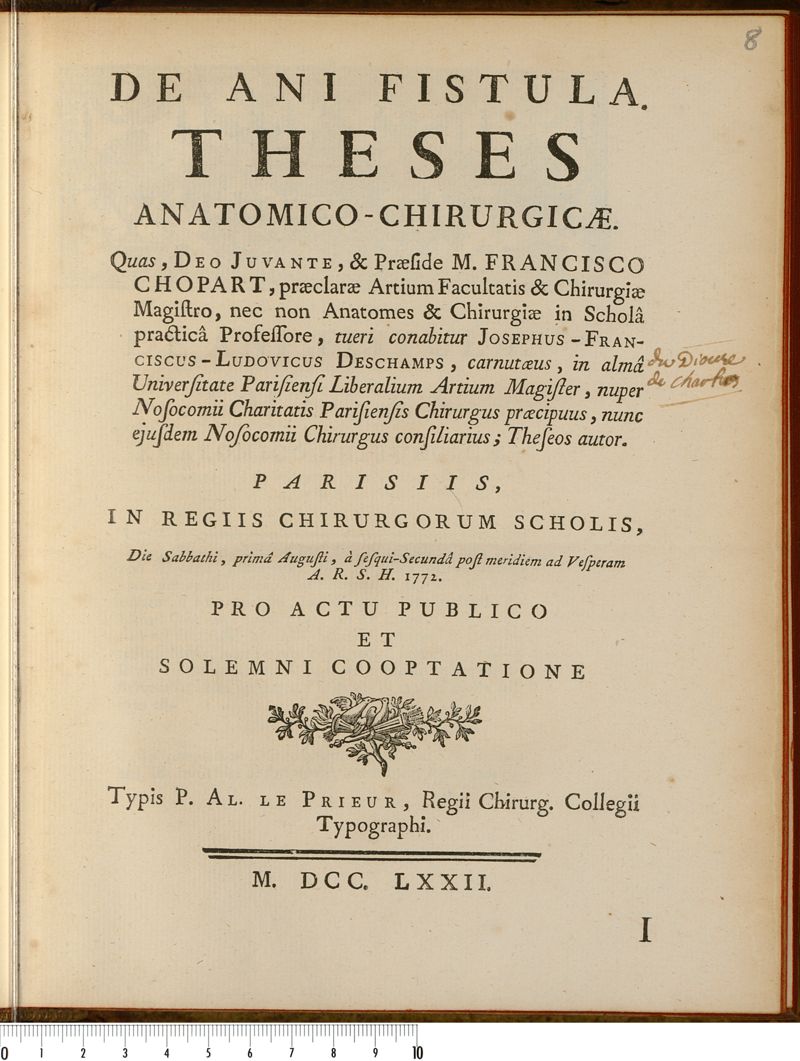 8
DE ANI FISTULA.
THESES
ANATOMICO-CHIRURGICÆ.
Quas, DEO JUVANTE, & Præſide M. FRANCISCO
CHOPART, præclaræ Artium Facultatis & Chirurgiæ
Magiſtro, nec non Anatomes & Chirurgiæ in Scholâ
practicâ Profeſſore, tueri conabitur JOSEPHUS-FRAN-
CISCUS-LUDOVICUS DESCHAMPS, carnutæus, in almâ
du Diocese
Univerſitate Pariſienſi Liberalium Artium Magiſter, nuper
de Chartres
Noſocomii Charitatis Pariſienſis Chirurgus præcipuus, nunc
ejuſdem Noſocomii Chirurgus conſiliarius; Theſeos autor.
PARISIIS,
IN REGIIS CHIRURGORUM SCHOLIS,
Die Sabbathi, primâ Auguſti, à ſeſqui-Secundâ poſt meridiem ad Veſperam
A. R. S. H. 1772.
PRO ACTU PUBLICO
ET
SOLEMNI COOPTATIONE
Typis P. AL. LE PRIEUR, Regii Chirurg. Collegii
Typographi.
M. DCC. LXXII.
I
0 1 2 3 4 5 6 7 8 9 10